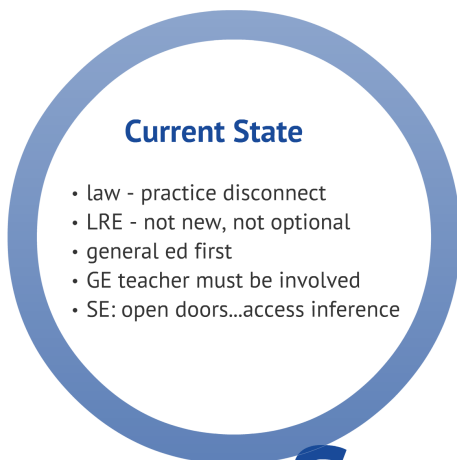 Current State
• law - practice disconnect
• LRE - not new, not optional
• general ed first
• GE teacher must be involved
• SE: open doors...access inference